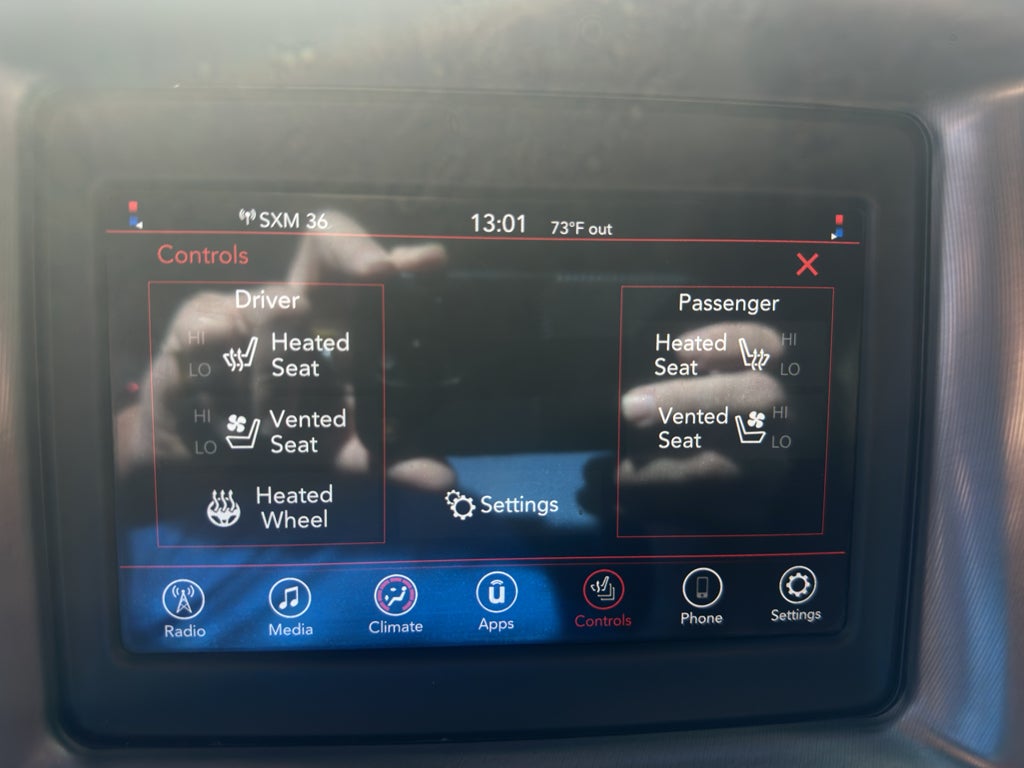 SXM 36
13:01
73°F out
Controls
Driver
HI
LO
Heated
Seat
HI
LO
Vented
Seat
Heated
Wheel
Settings
Passenger
Heated
Seat
HI
LO
Vented
Seat
HI
LO
Radio
Media
Climate
Apps
Controls
Phone
Settings